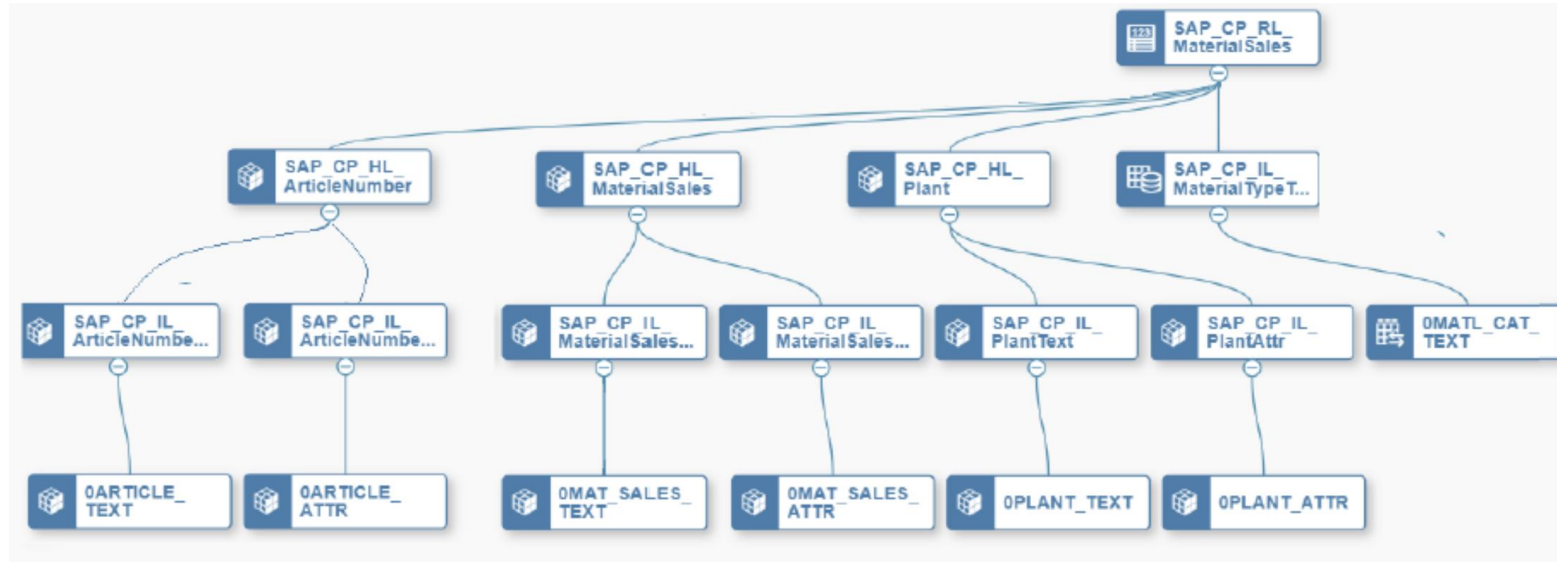 123
SAP_CP_RL_
MaterialSales
SAP_CP_HL_
ArticleNumber
SAP_CP_HL_
MaterialSales
SAP_CP_HL_
Plant
SAP_CP_IL_
MaterialTypeT...
SAP_CP_IL_
ArticleNumbe...
SAP_CP_IL_
ArticleNumbe...
SAP_CP_IL_
MaterialSales...
SAP_CP_IL_
MaterialSales...
SAP_CP_IL_
PlantText
SAP_CP_IL_
PlantAttr
0MATL_CAT_
TEXT
0ARTICLE_
TEXT
0ARTICLE_
ATTR
0MAT_SALES_
TEXT
0MAT_SALES_
ATTR
0PLANT_TEXT
0PLANT_ATTR